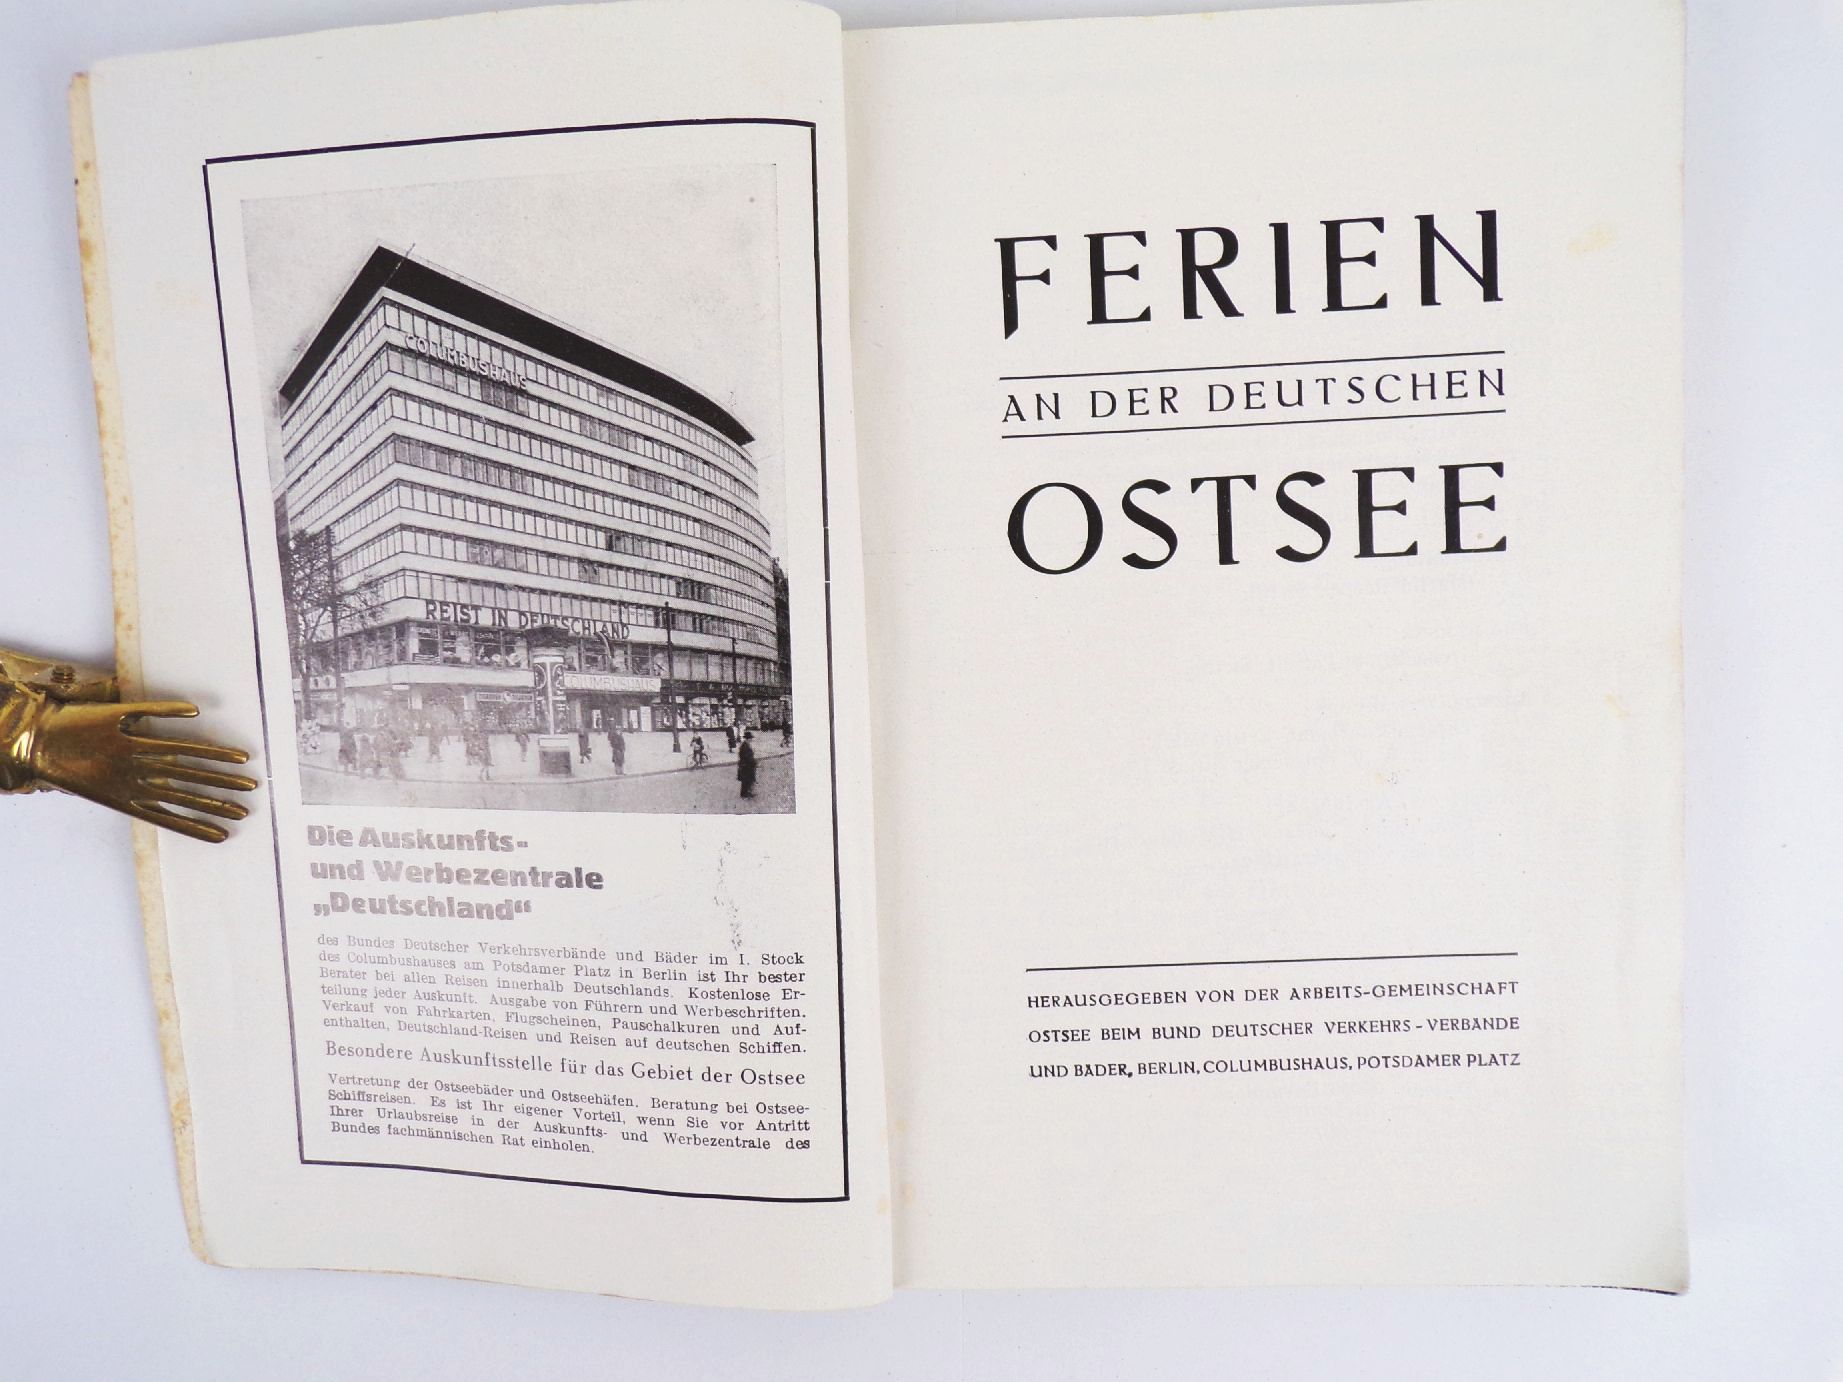 COLUMBUSHAUS
REIST IN DEUTSCHLAND
COLUMBUSHAUS
Die Auskunfts-
und Werbezentrale
„Deutschland“
des Bundes Deutscher Verkehrsverbände und Bäder im I. Stock
des Columbushauses am Potsdamer Platz in Berlin ist Ihr bester
Berater bei allen Reisen innerhalb Deutschlands. Kostenlose Er-
teilung jeder Auskunft. Ausgabe von Führern und Werbeschriften.
Verkauf von Fahrkarten, Flugscheinen, Pauschalkuren und Auf-
enthalten, Deutschland-Reisen und Reisen auf deutschen Schiffen.
Besondere Auskunftsstelle für das Gebiet der Ostsee
Vertretung der Ostseebäder und Ostseehäfen. Beratung bei Ostsee-
Schiffsreisen. Es ist Ihr eigener Vorteil, wenn Sie vor Antritt
Ihrer Urlaubsreise in der Auskunfts- und Werbezentrale des
Bundes fachmännischen Rat einholen.
FERIEN
AN DER DEUTSCHEN
OSTSEE
HERAUSGEGEBEN VON DER ARBEITS-GEMEINSCHAFT
OSTSEE BEIM BUND DEUTSCHER VERKEHRS-VERBANDE
UND BADER, BERLIN, COLUMBUSHAUS, POTSDAMER PLATZ